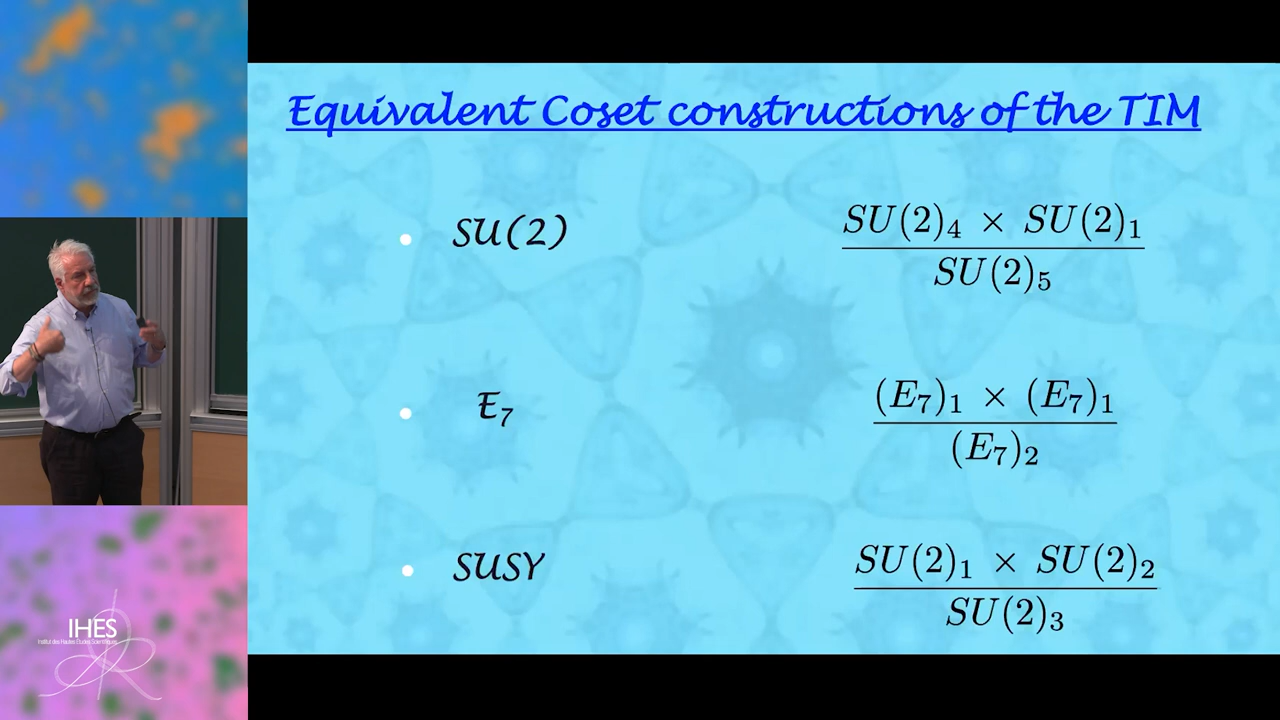 Equivalent Coset constructions of the TIM
• SU(2)
SU(2)₄ × SU(2)₁
SU(2)₅
• E₇
(E₇)₁ × (E₇)₁
(E₇)₂
• SUSY
SU(2)₁ × SU(2)₂
SU(2)₃
IHES
Institut des Hautes Études Scientifiques